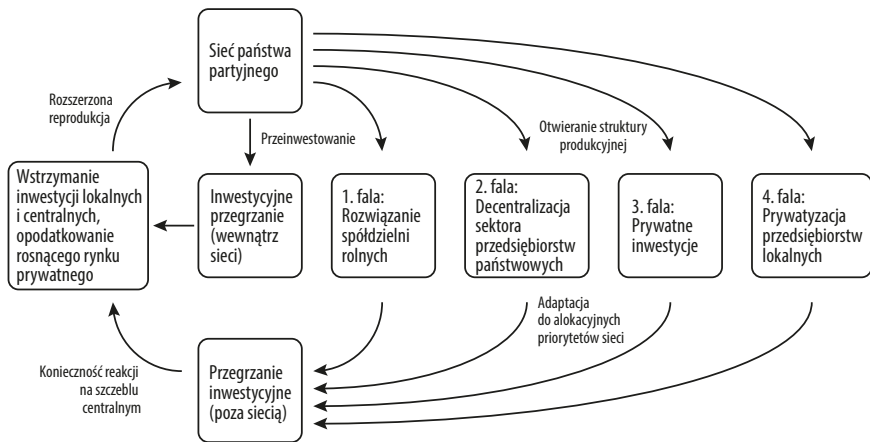 Sieć państwa
partyjnego
Rozszerzona
reprodukcja
Przeinwestowanie
Otwieranie struktury
produkcyjnej
Wstrzymanie
inwestycji lokalnych
i centralnych,
opodatkowanie
rosnącego rynku
prywatnego
Inwestycyjne
przegrzanie
(wewnątrz
sieci)
1. fala:
Rozwiązanie
spółdzielni
rolnych
2. fala:
Decentralizacja
sektora
przedsiębiorstw
państwowych
3. fala:
Prywatne
inwestycje
4. fala:
Prywatyzacja
przedsiębiorstw
lokalnych
Adaptacja
do alokacyjnych
priorytetów sieci
Konieczność reakcji
na szczeblu
centralnym
Przegrzanie
inwestycyjne
(poza siecią)